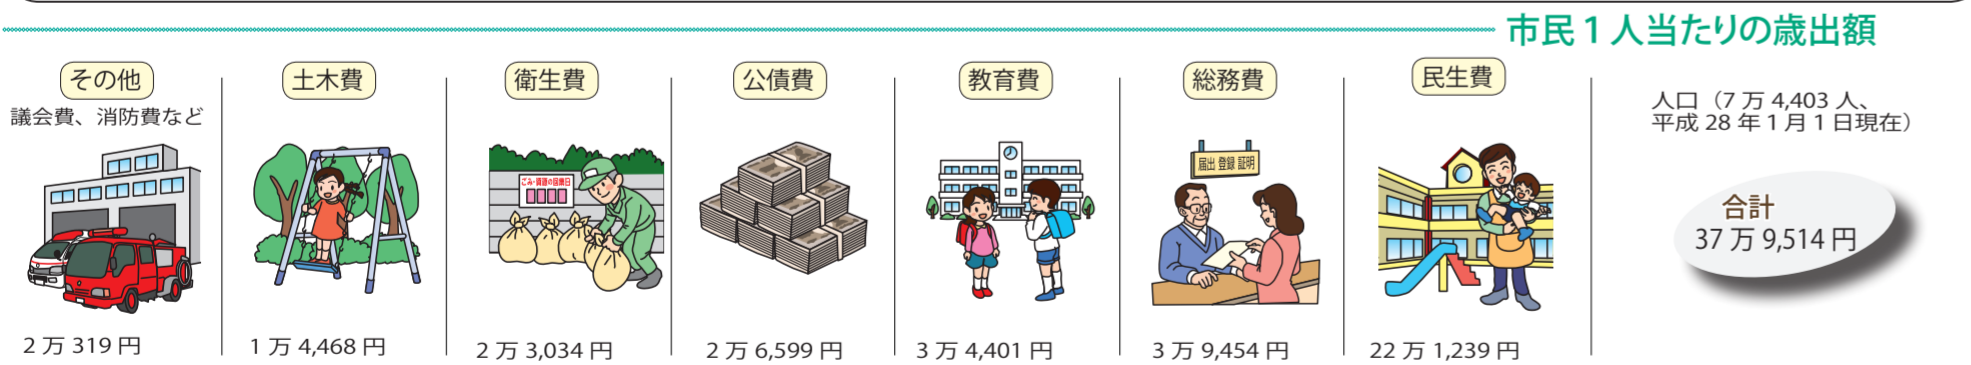 市民１人当たりの歳出額
その他
議会費、消防費など
2 万 319 円
土木費
1 万 4,468 円
衛生費
ごみ・資源の収集日
2 万 3,034 円
公債費
2 万 6,599 円
教育費
3 万 4,401 円
総務費
届出 登録 証明
3 万 9,454 円
民生費
22 万 1,239 円
人口（7 万 4,403 人、
平成 28 年 1 月 1 日現在）
合計
37 万 9,514 円